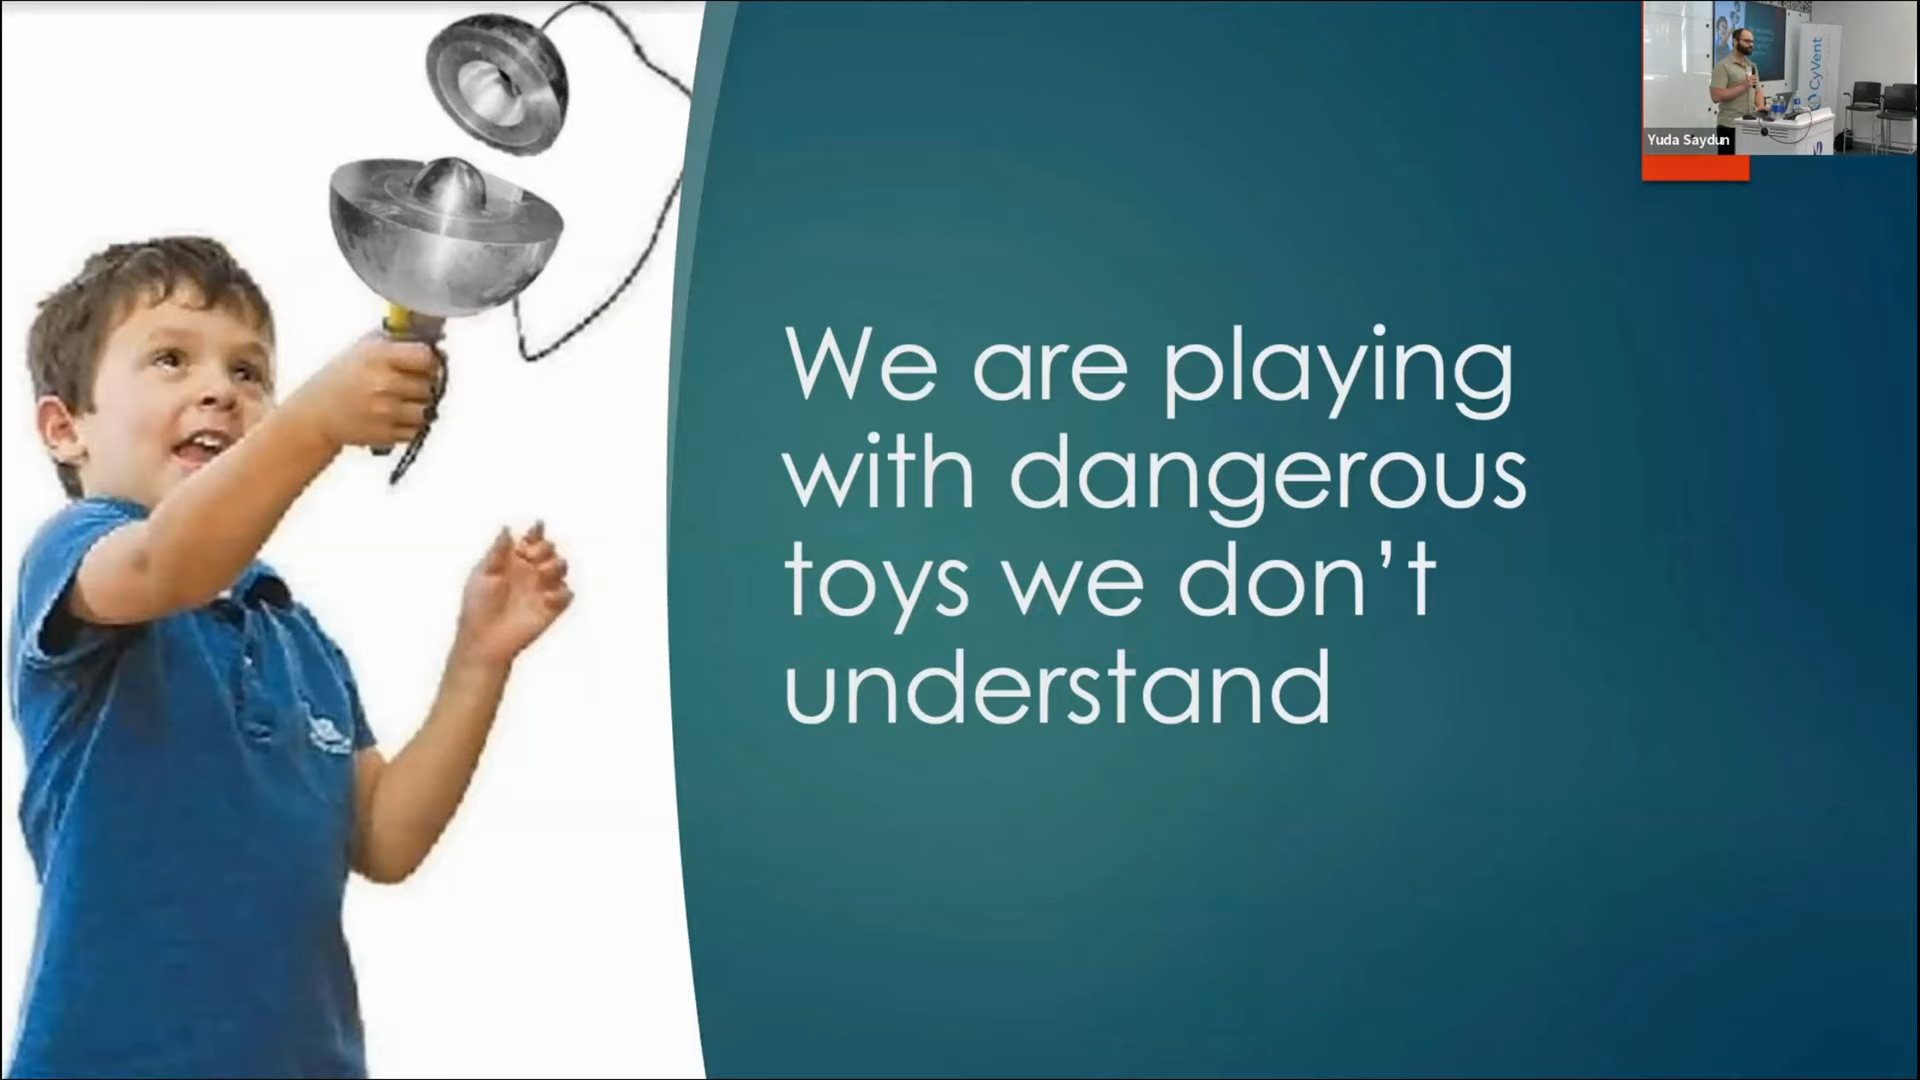 We are playing
with dangerous
toys we don’t
understand
Yuda Saydun
CyVent